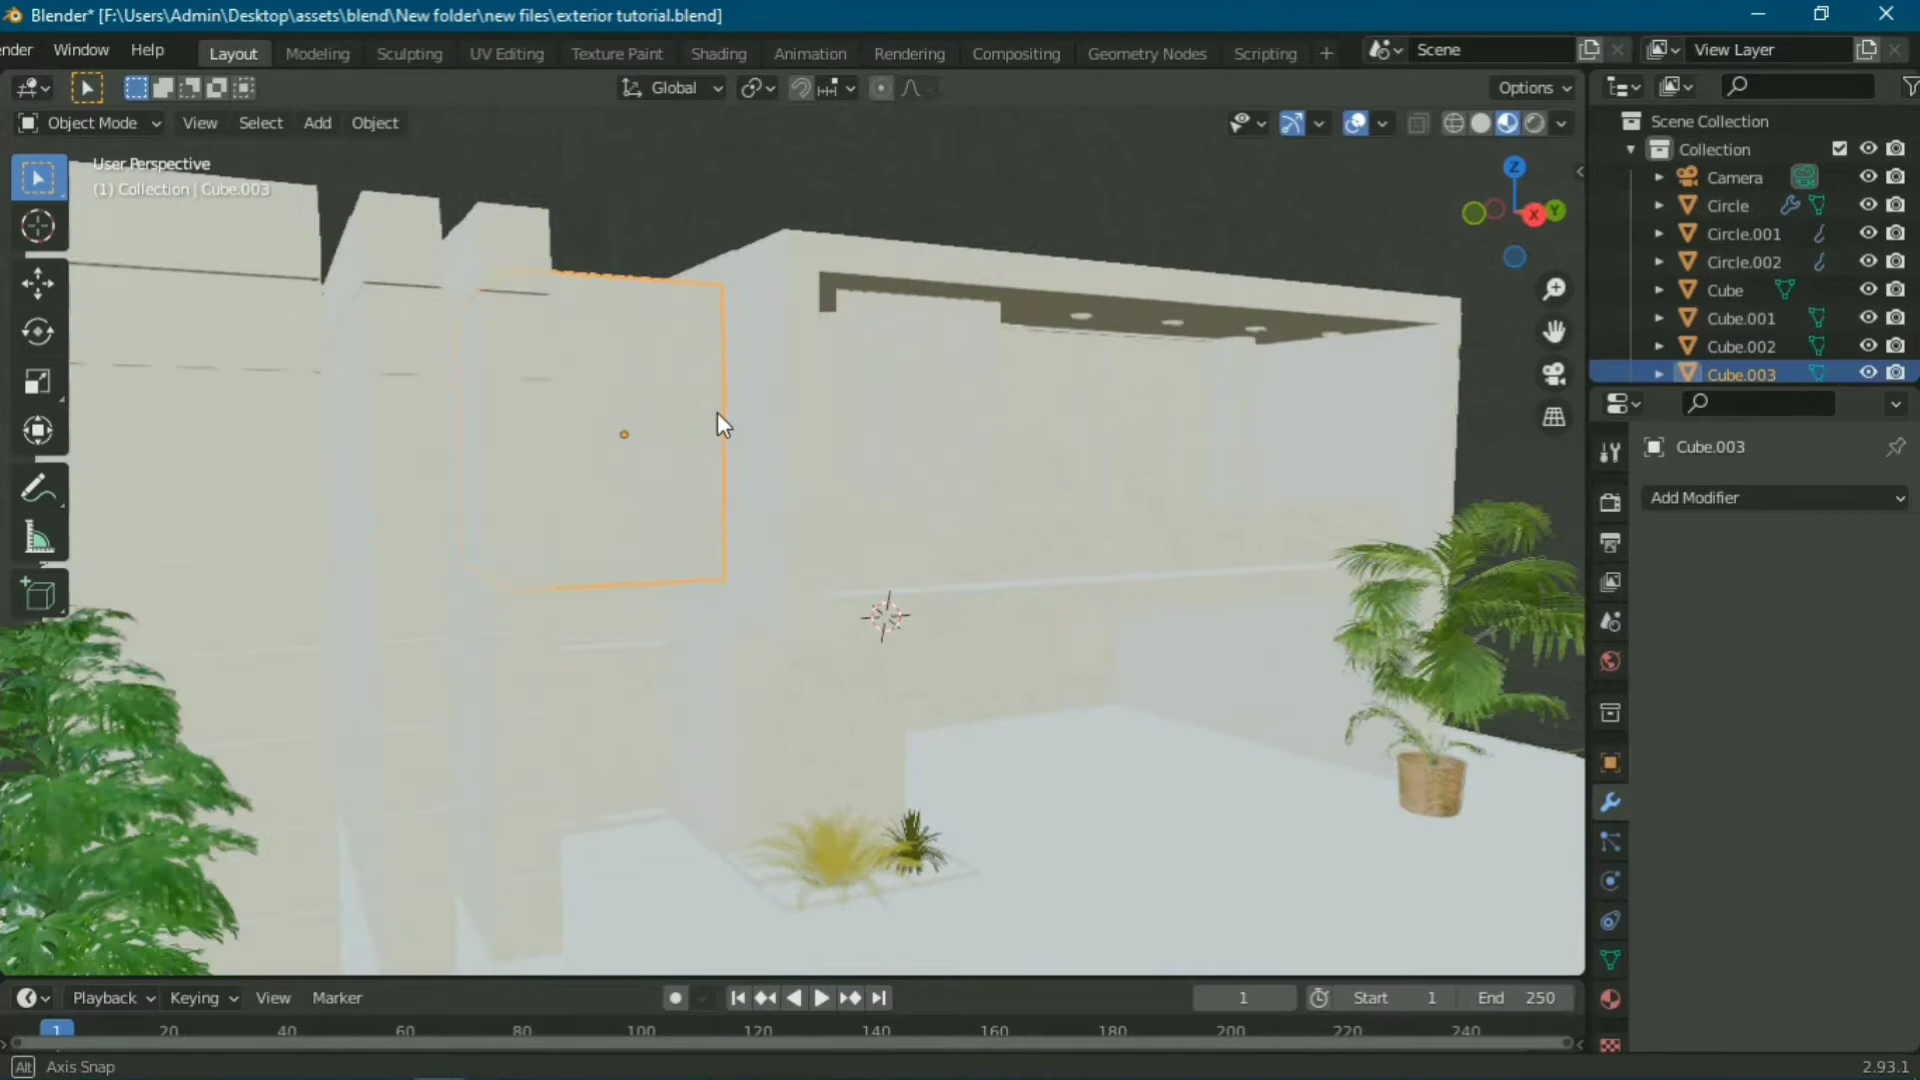 Blender* [F:\Users\Admin\Desktop\assets\blend\New folder\new files\exterior tutorial.blend]
nder Window Help Layout Modeling Sculpting UV Editing Texture Paint Shading Animation Rendering Compositing Geometry Nodes Scripting + Scene View Layer
Global Options
Object Mode View Select Add Object
User Perspective
(1) Collection | Cube.003
Z
X
Y
Scene Collection
Collection
Camera
Circle
Circle.001
Circle.002
Cube
Cube.001
Cube.002
Cube.003
Cube.003
Add Modifier
Playback Keying View Marker 1 Start 1 End 250
1 20 40 60 80 100 120 140 160 180 200 220 240
Alt Axis Snap 2.93.1